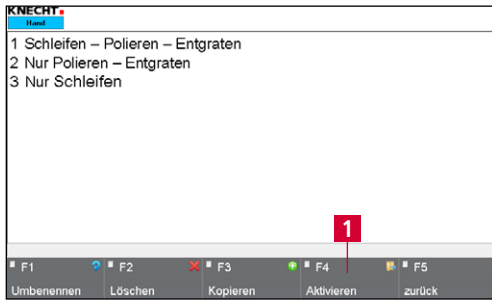 KNECHT
Hand
1 Schleifen – Polieren – Entgraten
2 Nur Polieren – Entgraten
3 Nur Schleifen
1
F1 F2 F3 F4 F5
Umbenennen Löschen Kopieren Aktivieren zurück